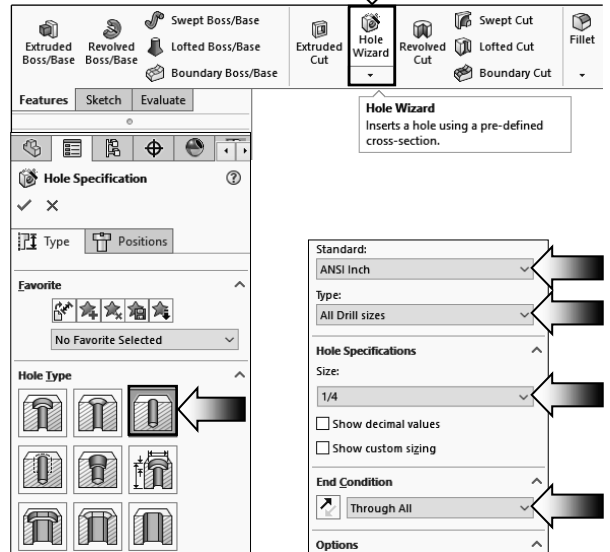 Extruded Boss/Base
Revolved Boss/Base
Swept Boss/Base
Lofted Boss/Base
Boundary Boss/Base
Extruded Cut
Hole Wizard
Revolved Cut
Swept Cut
Lofted Cut
Boundary Cut
Fillet
Features
Sketch
Evaluate
Hole Wizard
Inserts a hole using a pre-defined
cross-section.
Hole Specification
Type
Positions
Favorite
No Favorite Selected
Hole Type
Standard:
ANSI Inch
Type:
All Drill sizes
Hole Specifications
Size:
1/4
Show decimal values
Show custom sizing
End Condition
Through All
Options